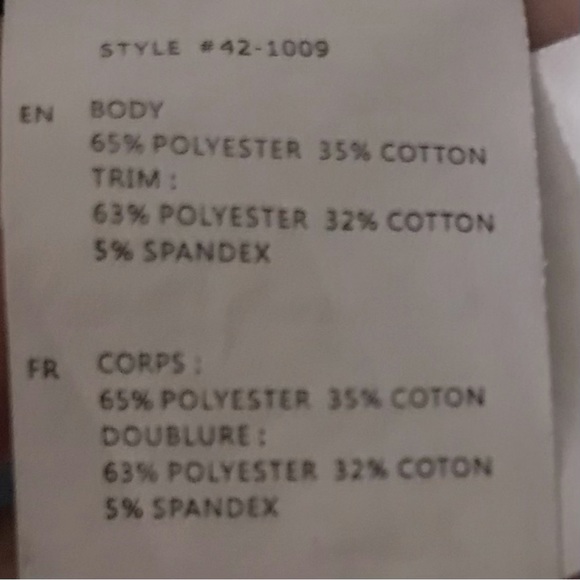 STYLE #42-1009
EN BODY
65% POLYESTER 35% COTTON
TRIM :
63% POLYESTER 32% COTTON
5% SPANDEX
FR CORPS :
65% POLYESTER 35% COTON
DOUBLURE :
63% POLYESTER 32% COTON
5% SPANDEX